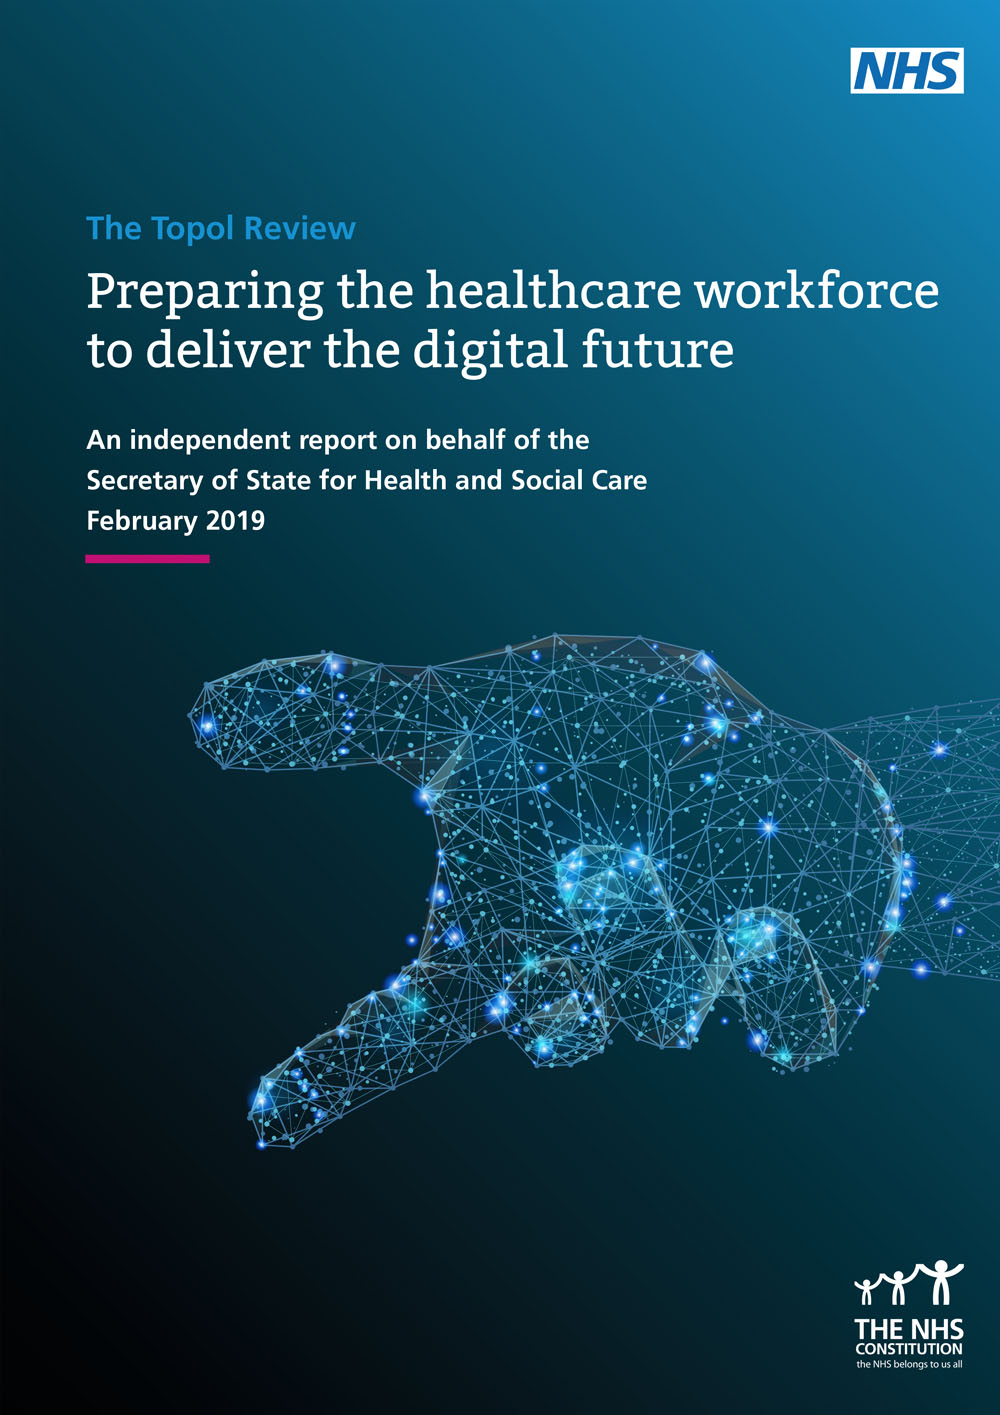 NHS
The Topol Review
Preparing the healthcare workforce
to deliver the digital future
An independent report on behalf of the
Secretary of State for Health and Social Care
February 2019
THE NHS
CONSTITUTION
the NHS belongs to us all